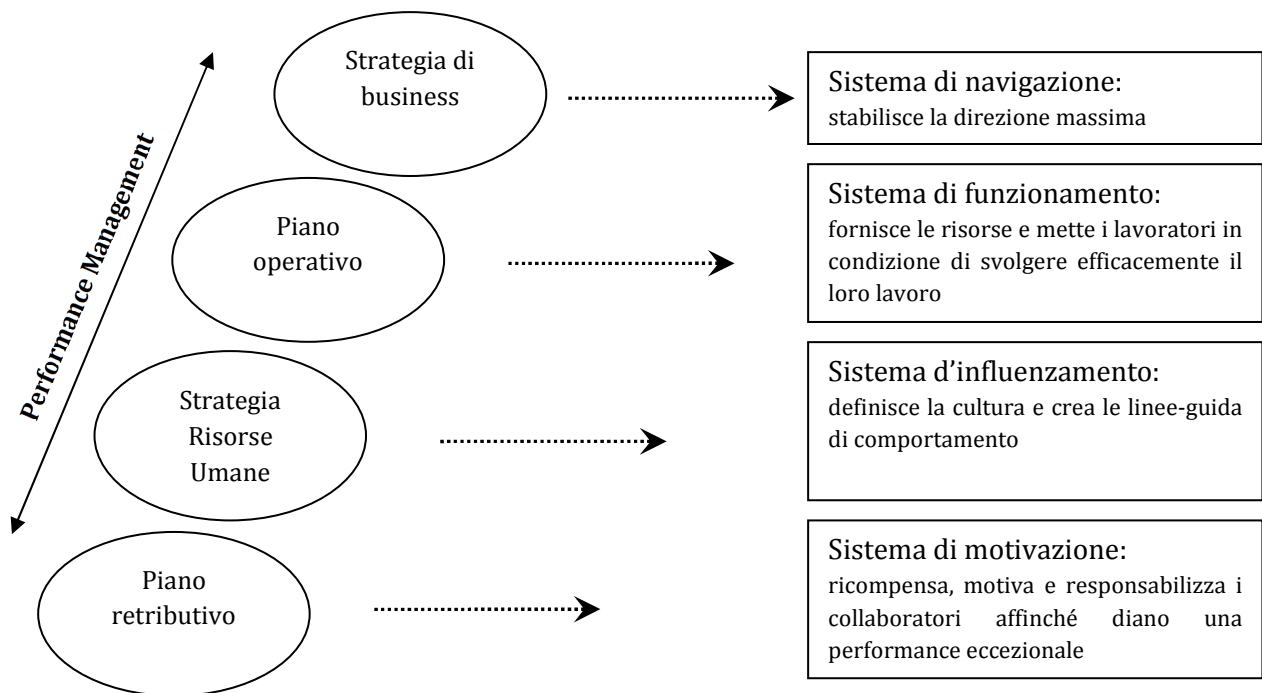 Performance Management
Strategia di
business
Sistema di navigazione:
stabilisce la direzione massima
Piano
operativo
Sistema di funzionamento:
fornisce le risorse e mette i lavoratori in
condizione di svolgere efficacemente il
loro lavoro
Strategia
Risorse
Umane
Sistema d’influenzamento:
definisce la cultura e crea le linee-guida
di comportamento
Piano
retributivo
Sistema di motivazione:
ricompensa, motiva e responsabilizza i
collaboratori affinché diano una
performance eccezionale